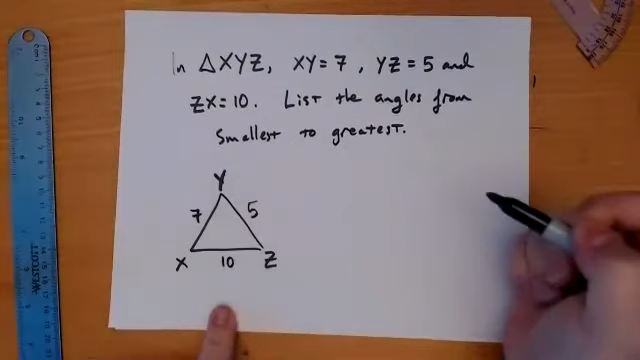 In △XYZ, XY = 7, YZ = 5 and
ZX = 10. List the angles from
smallest to greatest.
Y
7 5
X 10 Z
WESTCOTT